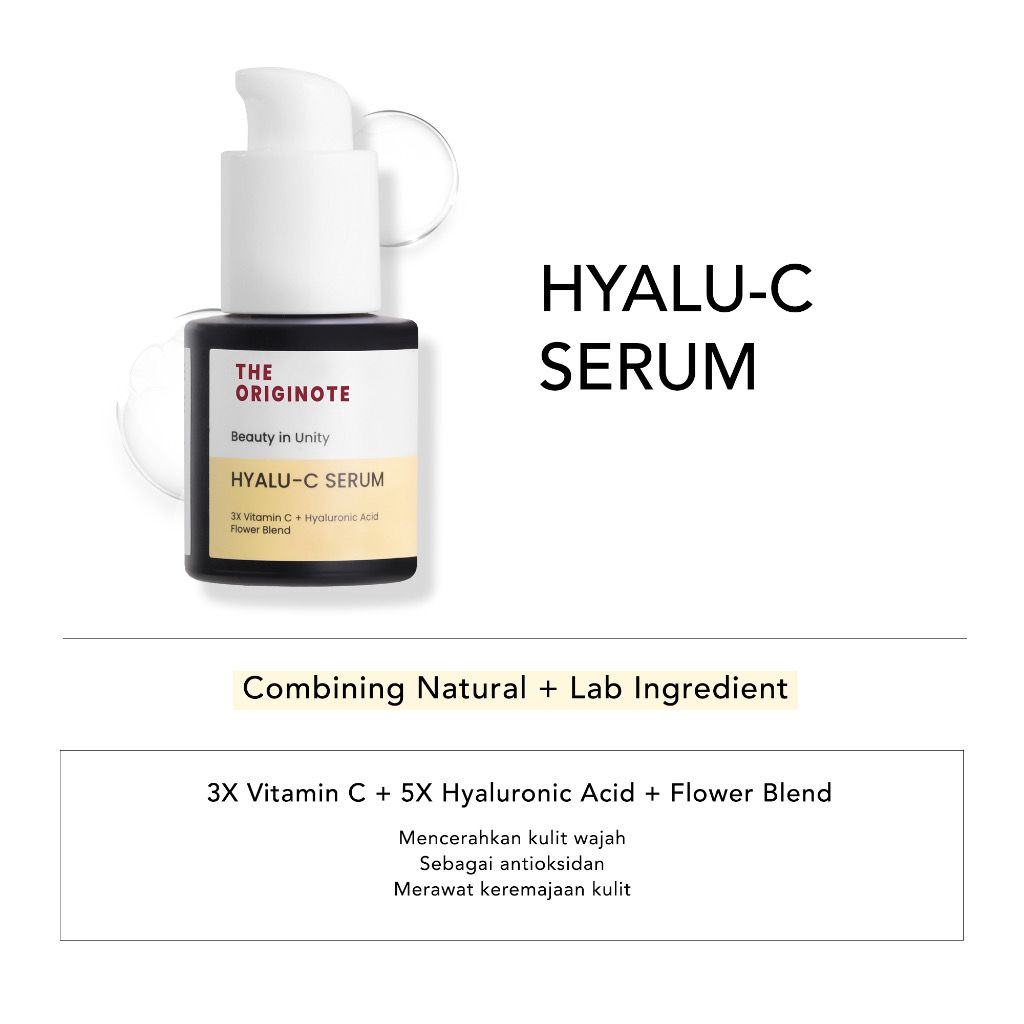 THE
ORIGINOTE
Beauty in Unity
HYALU-C SERUM
3X Vitamin C + Hyaluronic Acid
Flower Blend
HYALU-C
SERUM
Combining Natural + Lab Ingredient
3X Vitamin C + 5X Hyaluronic Acid + Flower Blend
Mencerahkan kulit wajah
Sebagai antioksidan
Merawat keremajaan kulit